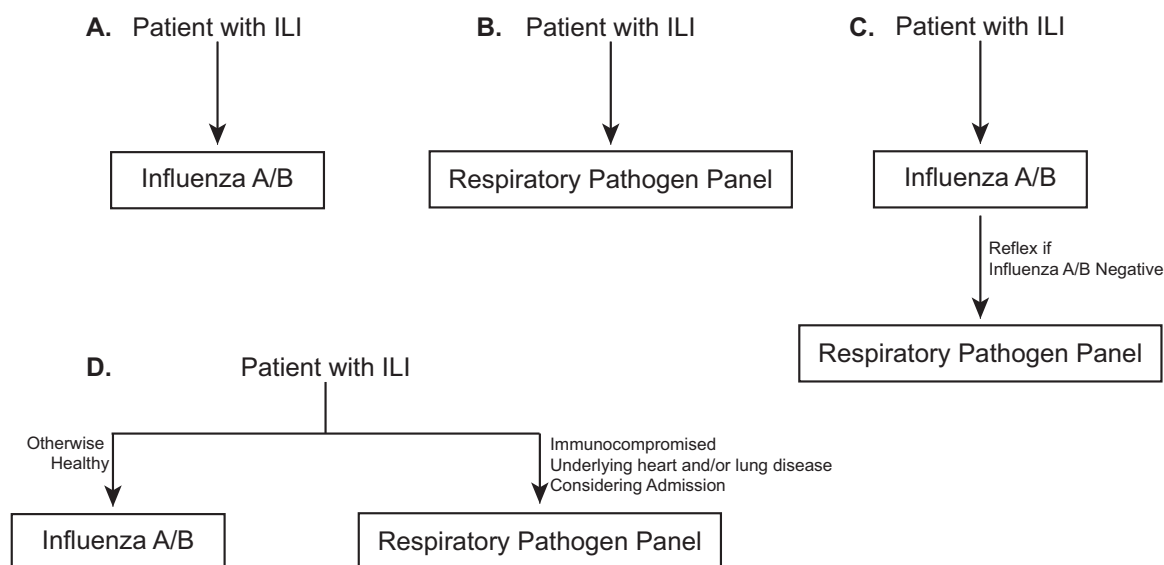 A. Patient with ILI
Influenza A/B
B. Patient with ILI
Respiratory Pathogen Panel
C. Patient with ILI
Influenza A/B
Reflex if
Influenza A/B Negative
Respiratory Pathogen Panel
D. Patient with ILI
Otherwise
Healthy
Influenza A/B
Immunocompromised
Underlying heart and/or lung disease
Considering Admission
Respiratory Pathogen Panel